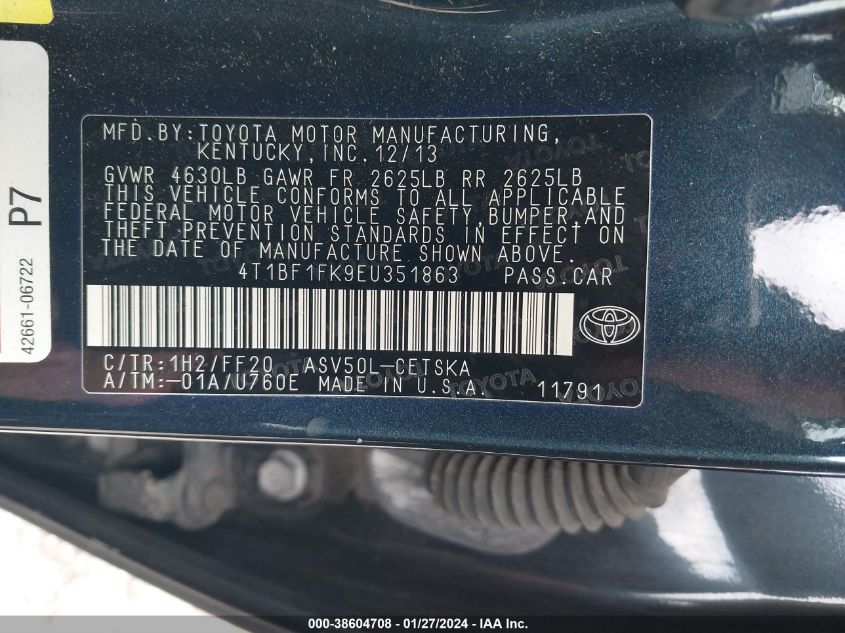 MFD. BY: TOYOTA MOTOR MANUFACTURING,
KENTUCKY, INC. 12/13
GVWR 4630LB GAWR FR 2625LB RR 2625LB
THIS VEHICLE CONFORMS TO ALL APPLICABLE
FEDERAL MOTOR VEHICLE SAFETY, BUMPER, AND
THEFT PREVENTION STANDARDS IN EFFECT ON
THE DATE OF MANUFACTURE SHOWN ABOVE.
4T1BF1FK9EU351863 PASS. CAR
C/TR: 1H2/FF20 ASV50L-CETSKA
A/TM: -01A/U760E MADE IN U.S.A. 11791
P7
42661-06722
000-38604708 - 01/27/2024 - IAA Inc.